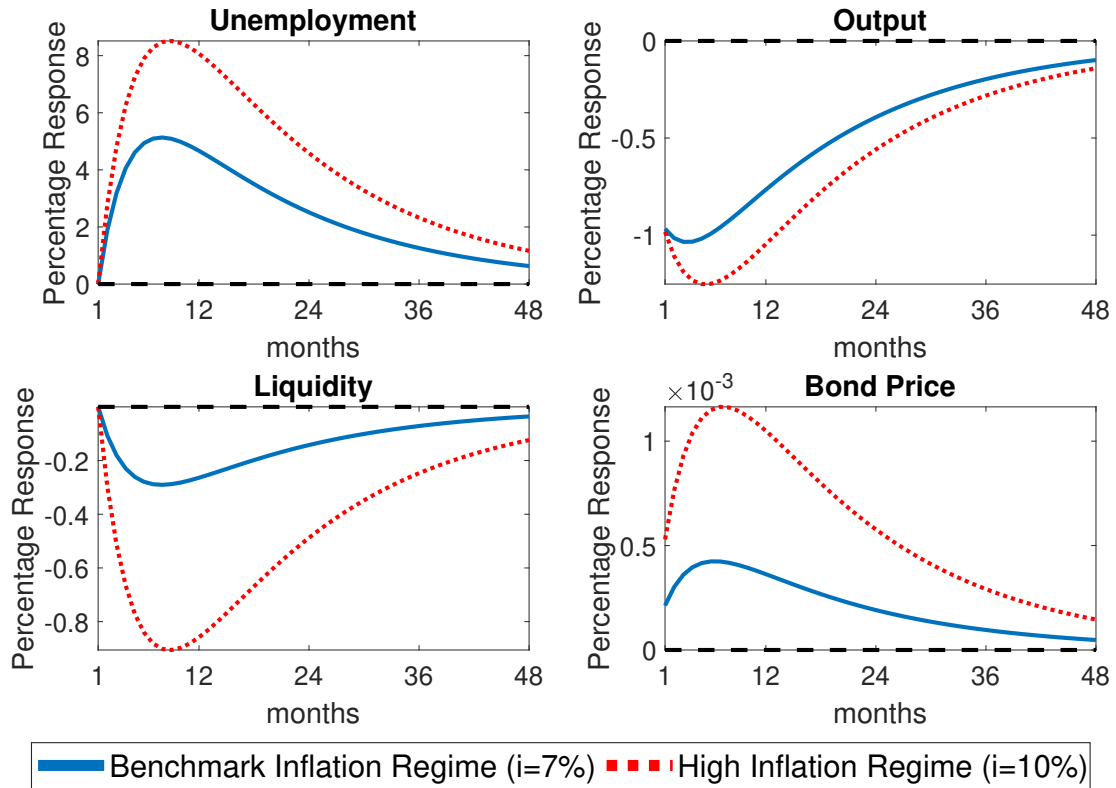 Unemployment
Percentage Response
8
6
4
2
0
1 12 24 36 48
months
Output
Percentage Response
0
-0.5
-1
1 12 24 36 48
months
Liquidity
Percentage Response
-0.2
-0.4
-0.6
-0.8
1 12 24 36 48
months
×10⁻³
Bond Price
Percentage Response
1
0.5
0
1 12 24 36 48
months
Benchmark Inflation Regime (i=7%) High Inflation Regime (i=10%)